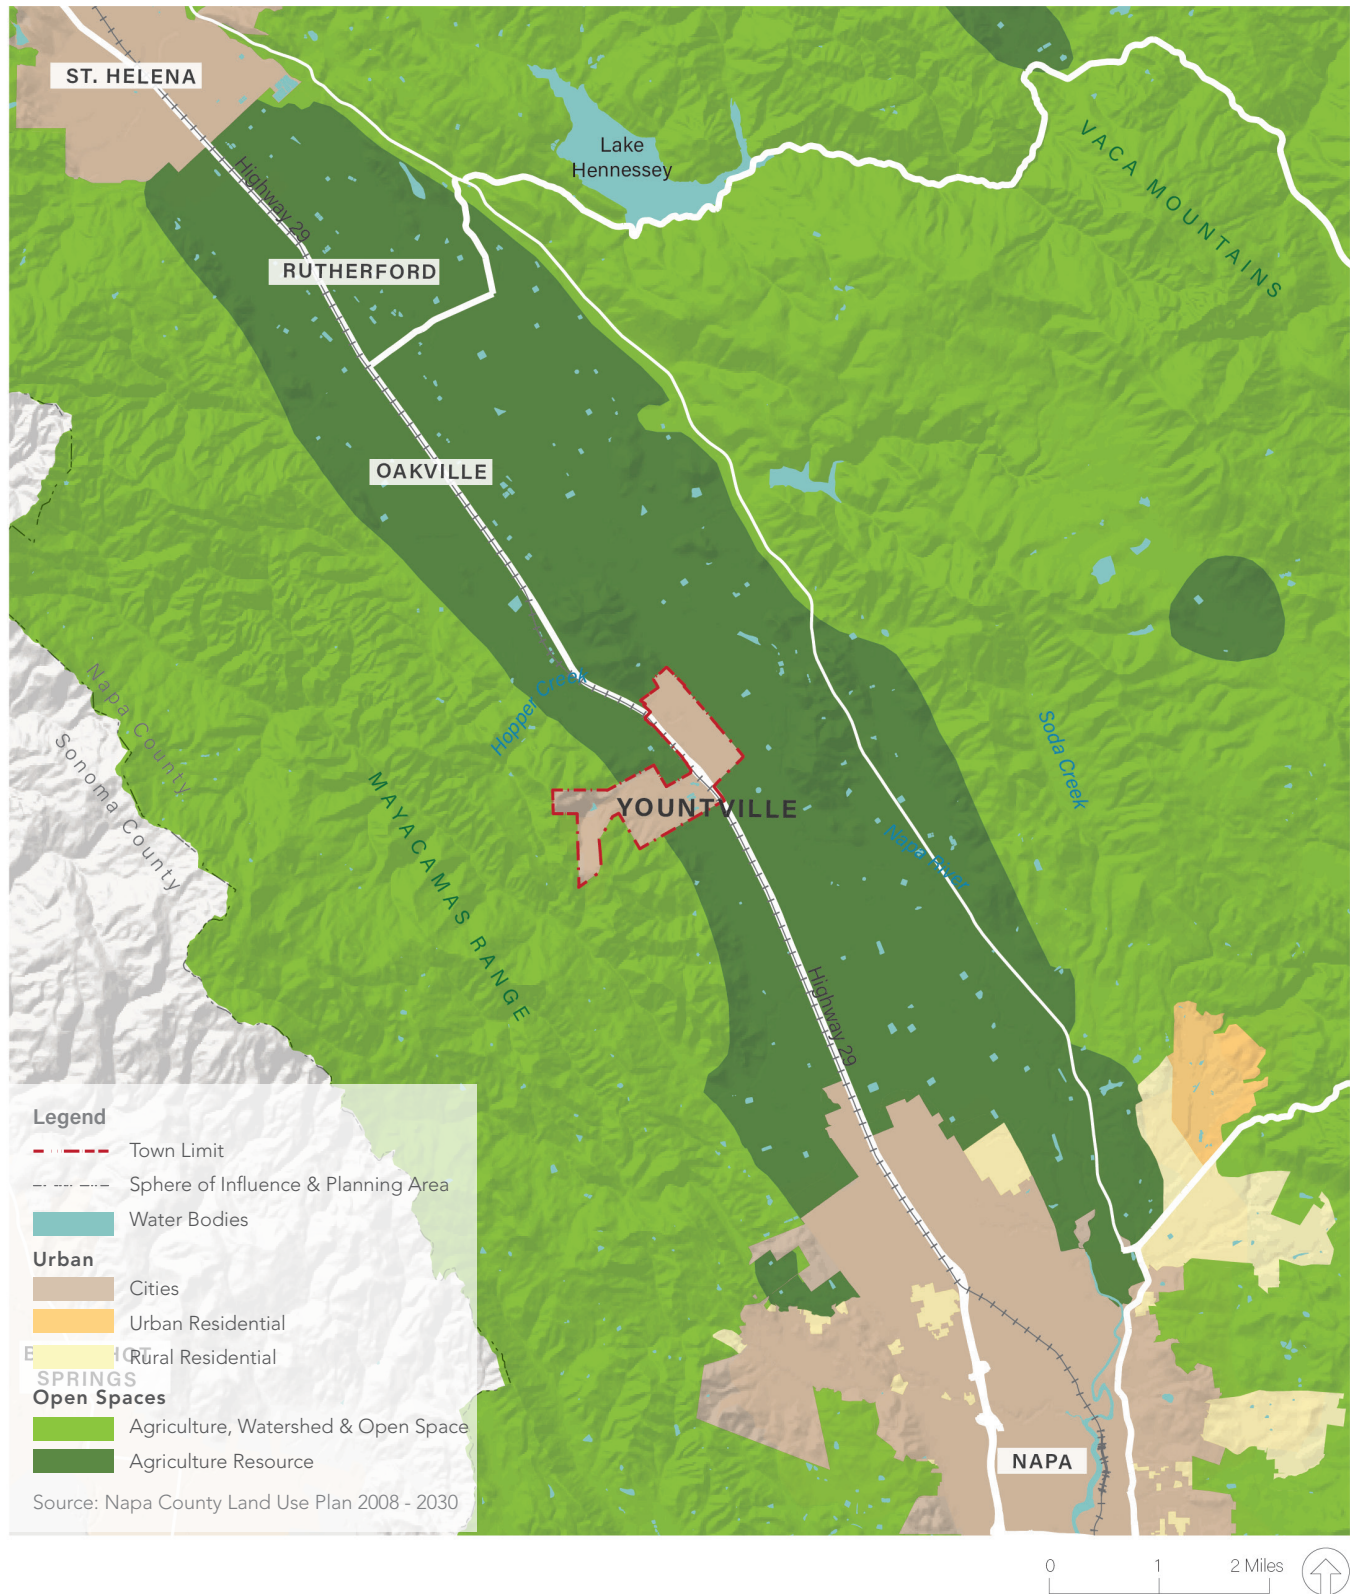 ST. HELENA
Lake
Hennessey
VACA MOUNTAINS
Highway 29
RUTHERFORD
OAKVILLE
Hopper Creek
Napa County
Sonoma County
Soda Creek
MAYACAMAS RANGE
YOUNTVILLE
Napa River
Highway 29
Legend
Town Limit
Sphere of Influence & Planning Area
Water Bodies
Urban
Cities
Urban Residential
Rural Residential
SPRINGS
Open Spaces
Agriculture, Watershed & Open Space
Agriculture Resource
NAPA
Source: Napa County Land Use Plan 2008 - 2030
0 1 2 Miles